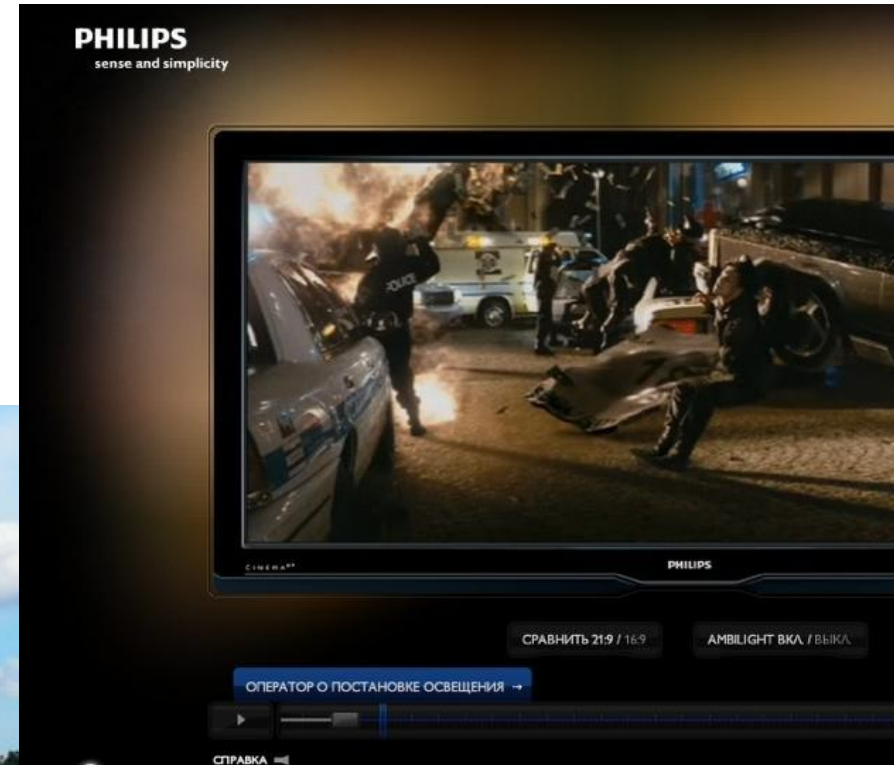 PHILIPS
sense and simplicity
POLICE
CINEMA
PHILIPS
СРАВНИТЬ 21:9 / 16:9
AMBILIGHT ВКЛ. / ВЫКЛ.
ОПЕРАТОР О ПОСТАНОВКЕ ОСВЕЩЕНИЯ →
СПРАВКА